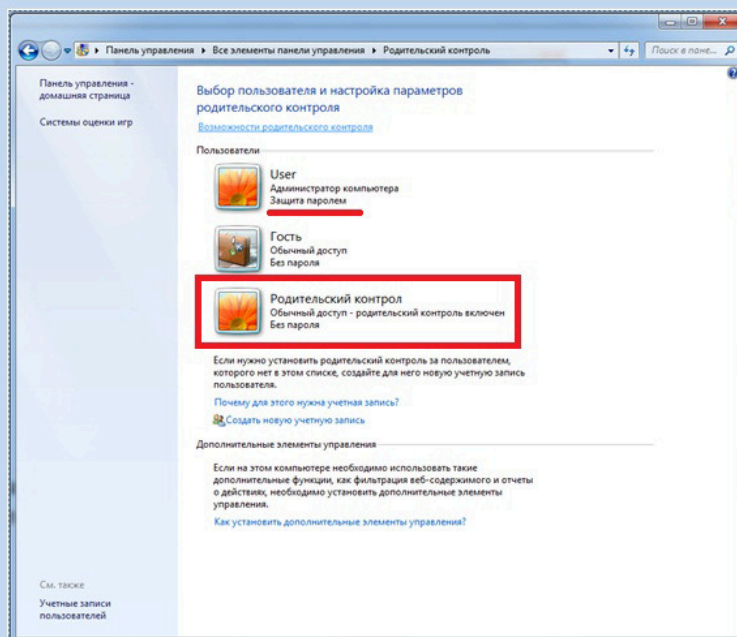 Панель управления ▸ Все элементы панели управления ▸ Родительский контроль
Поиск в пане...
Панель управления -
домашняя страница
Системы оценки игр
Выбор пользователя и настройка параметров
родительского контроля
Возможности родительского контроля
Пользователи
User
Администратор компьютера
Защита паролем
Гость
Обычный доступ
Без пароля
Родительский контрол
Обычный доступ - родительский контроль включен
Без пароля
Если нужно установить родительский контроль за пользователем,
которого нет в этом списке, создайте для него новую учетную запись
пользователя.
Почему для этого нужна учетная запись?
Создать новую учетную запись
Дополнительные элементы управления
Если на этом компьютере необходимо использовать такие
дополнительные функции, как фильтрация веб-содержимого и отчеты
о действиях, необходимо установить дополнительные элементы
управления.
Как установить дополнительные элементы управления?
См. также
Учетные записи
пользователей